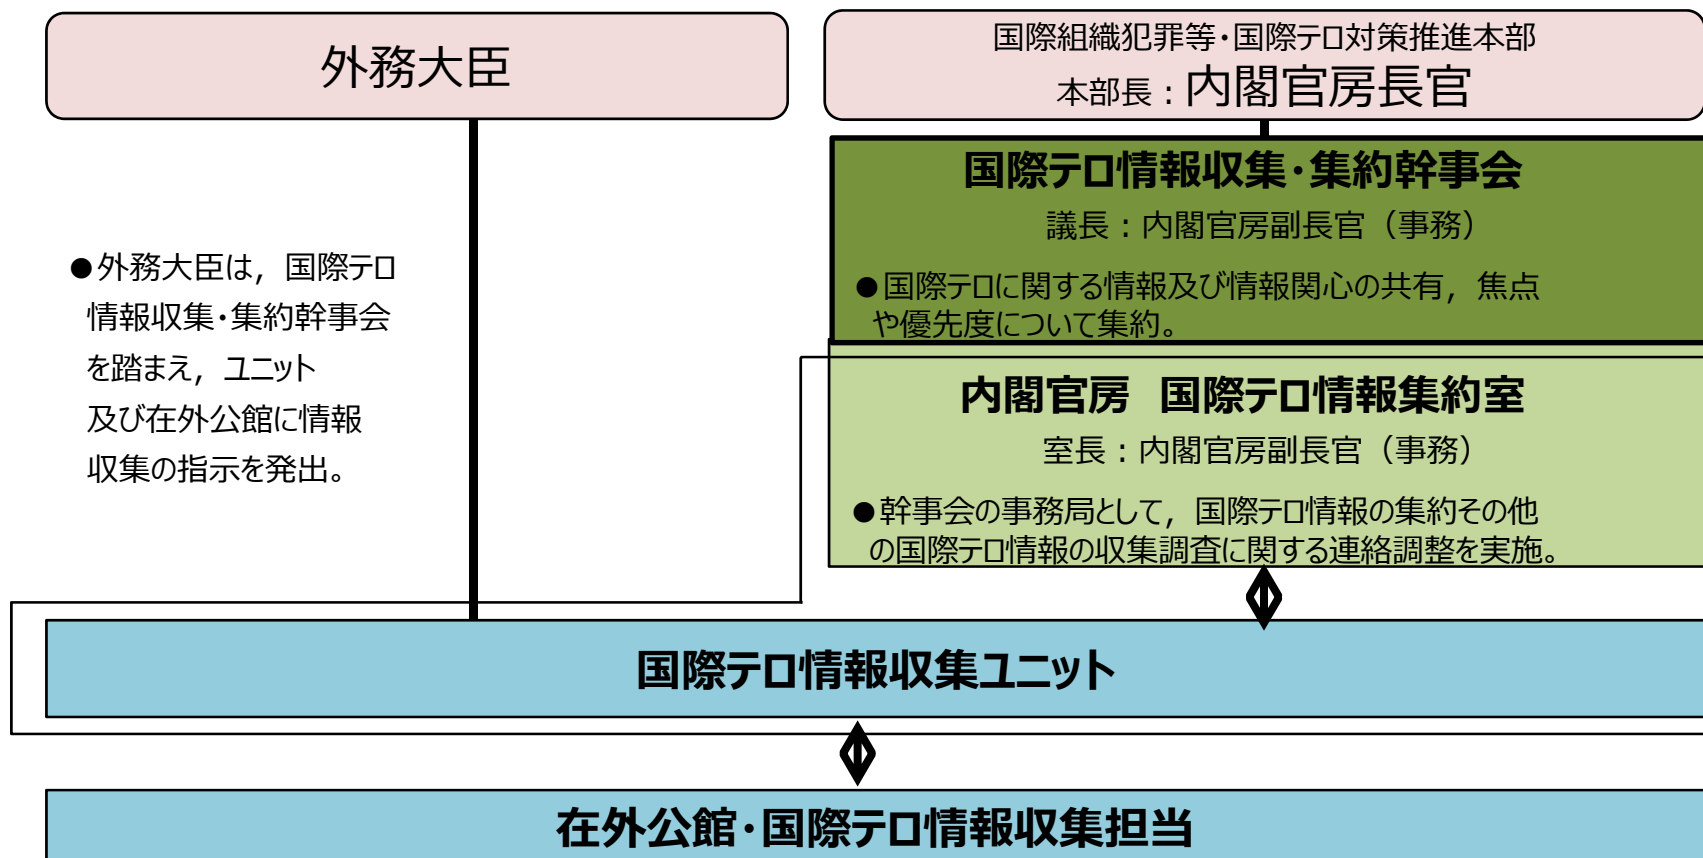 外務大臣
国際組織犯罪等・国際テロ対策推進本部
本部長：内閣官房長官
国際テロ情報収集・集約幹事会
議長：内閣官房副長官（事務）
●国際テロに関する情報及び情報関心の共有，焦点
や優先度について集約。
●外務大臣は，国際テロ
情報収集・集約幹事会
を踏まえ，ユニット
及び在外公館に情報
収集の指示を発出。
内閣官房　国際テロ情報集約室
室長：内閣官房副長官（事務）
●幹事会の事務局として，国際テロ情報の集約その他
の国際テロ情報の収集調査に関する連絡調整を実施。
国際テロ情報収集ユニット
在外公館・国際テロ情報収集担当